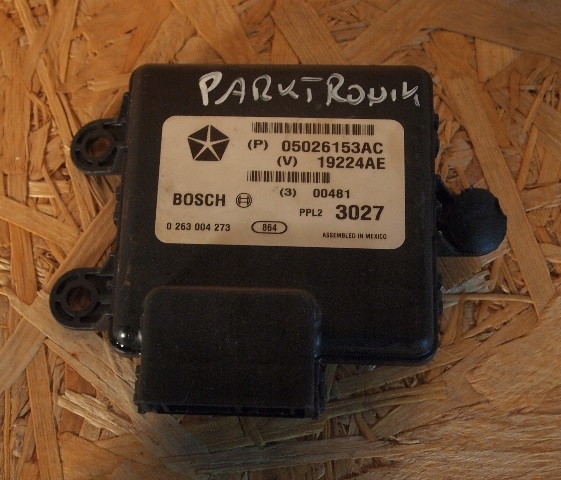 PARKTRONIK
(P) 05026153AC
(V) 19224AE
(3) 00481
BOSCH
PPL2 3027
0 263 004 273 864
ASSEMBLED IN MEXICO